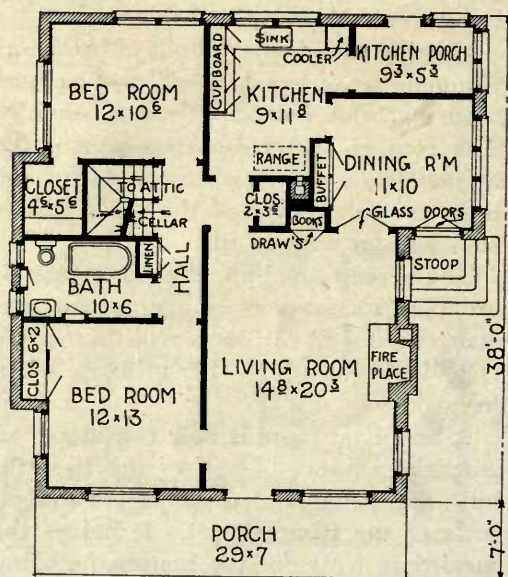 BED ROOM
12×10⁶
CUPBOARD
SINK
COOLER
KITCHEN
9×11⁸
KITCHEN PORCH
9³×5³
RANGE
BUFFET
DINING R'M
11×10
CLOSET
4⁶×5⁶
TO ATTIC
CELLAR
CLOS.
BOOKS
DRAW'S
GLASS DOORS
STOOP
LINEN
HALL
BATH
10×6
CLOS 6×2
BED ROOM
12×13
LIVING ROOM
14⁸×20³
FIRE
PLACE
38'-0"
PORCH
29×7
7'-0"